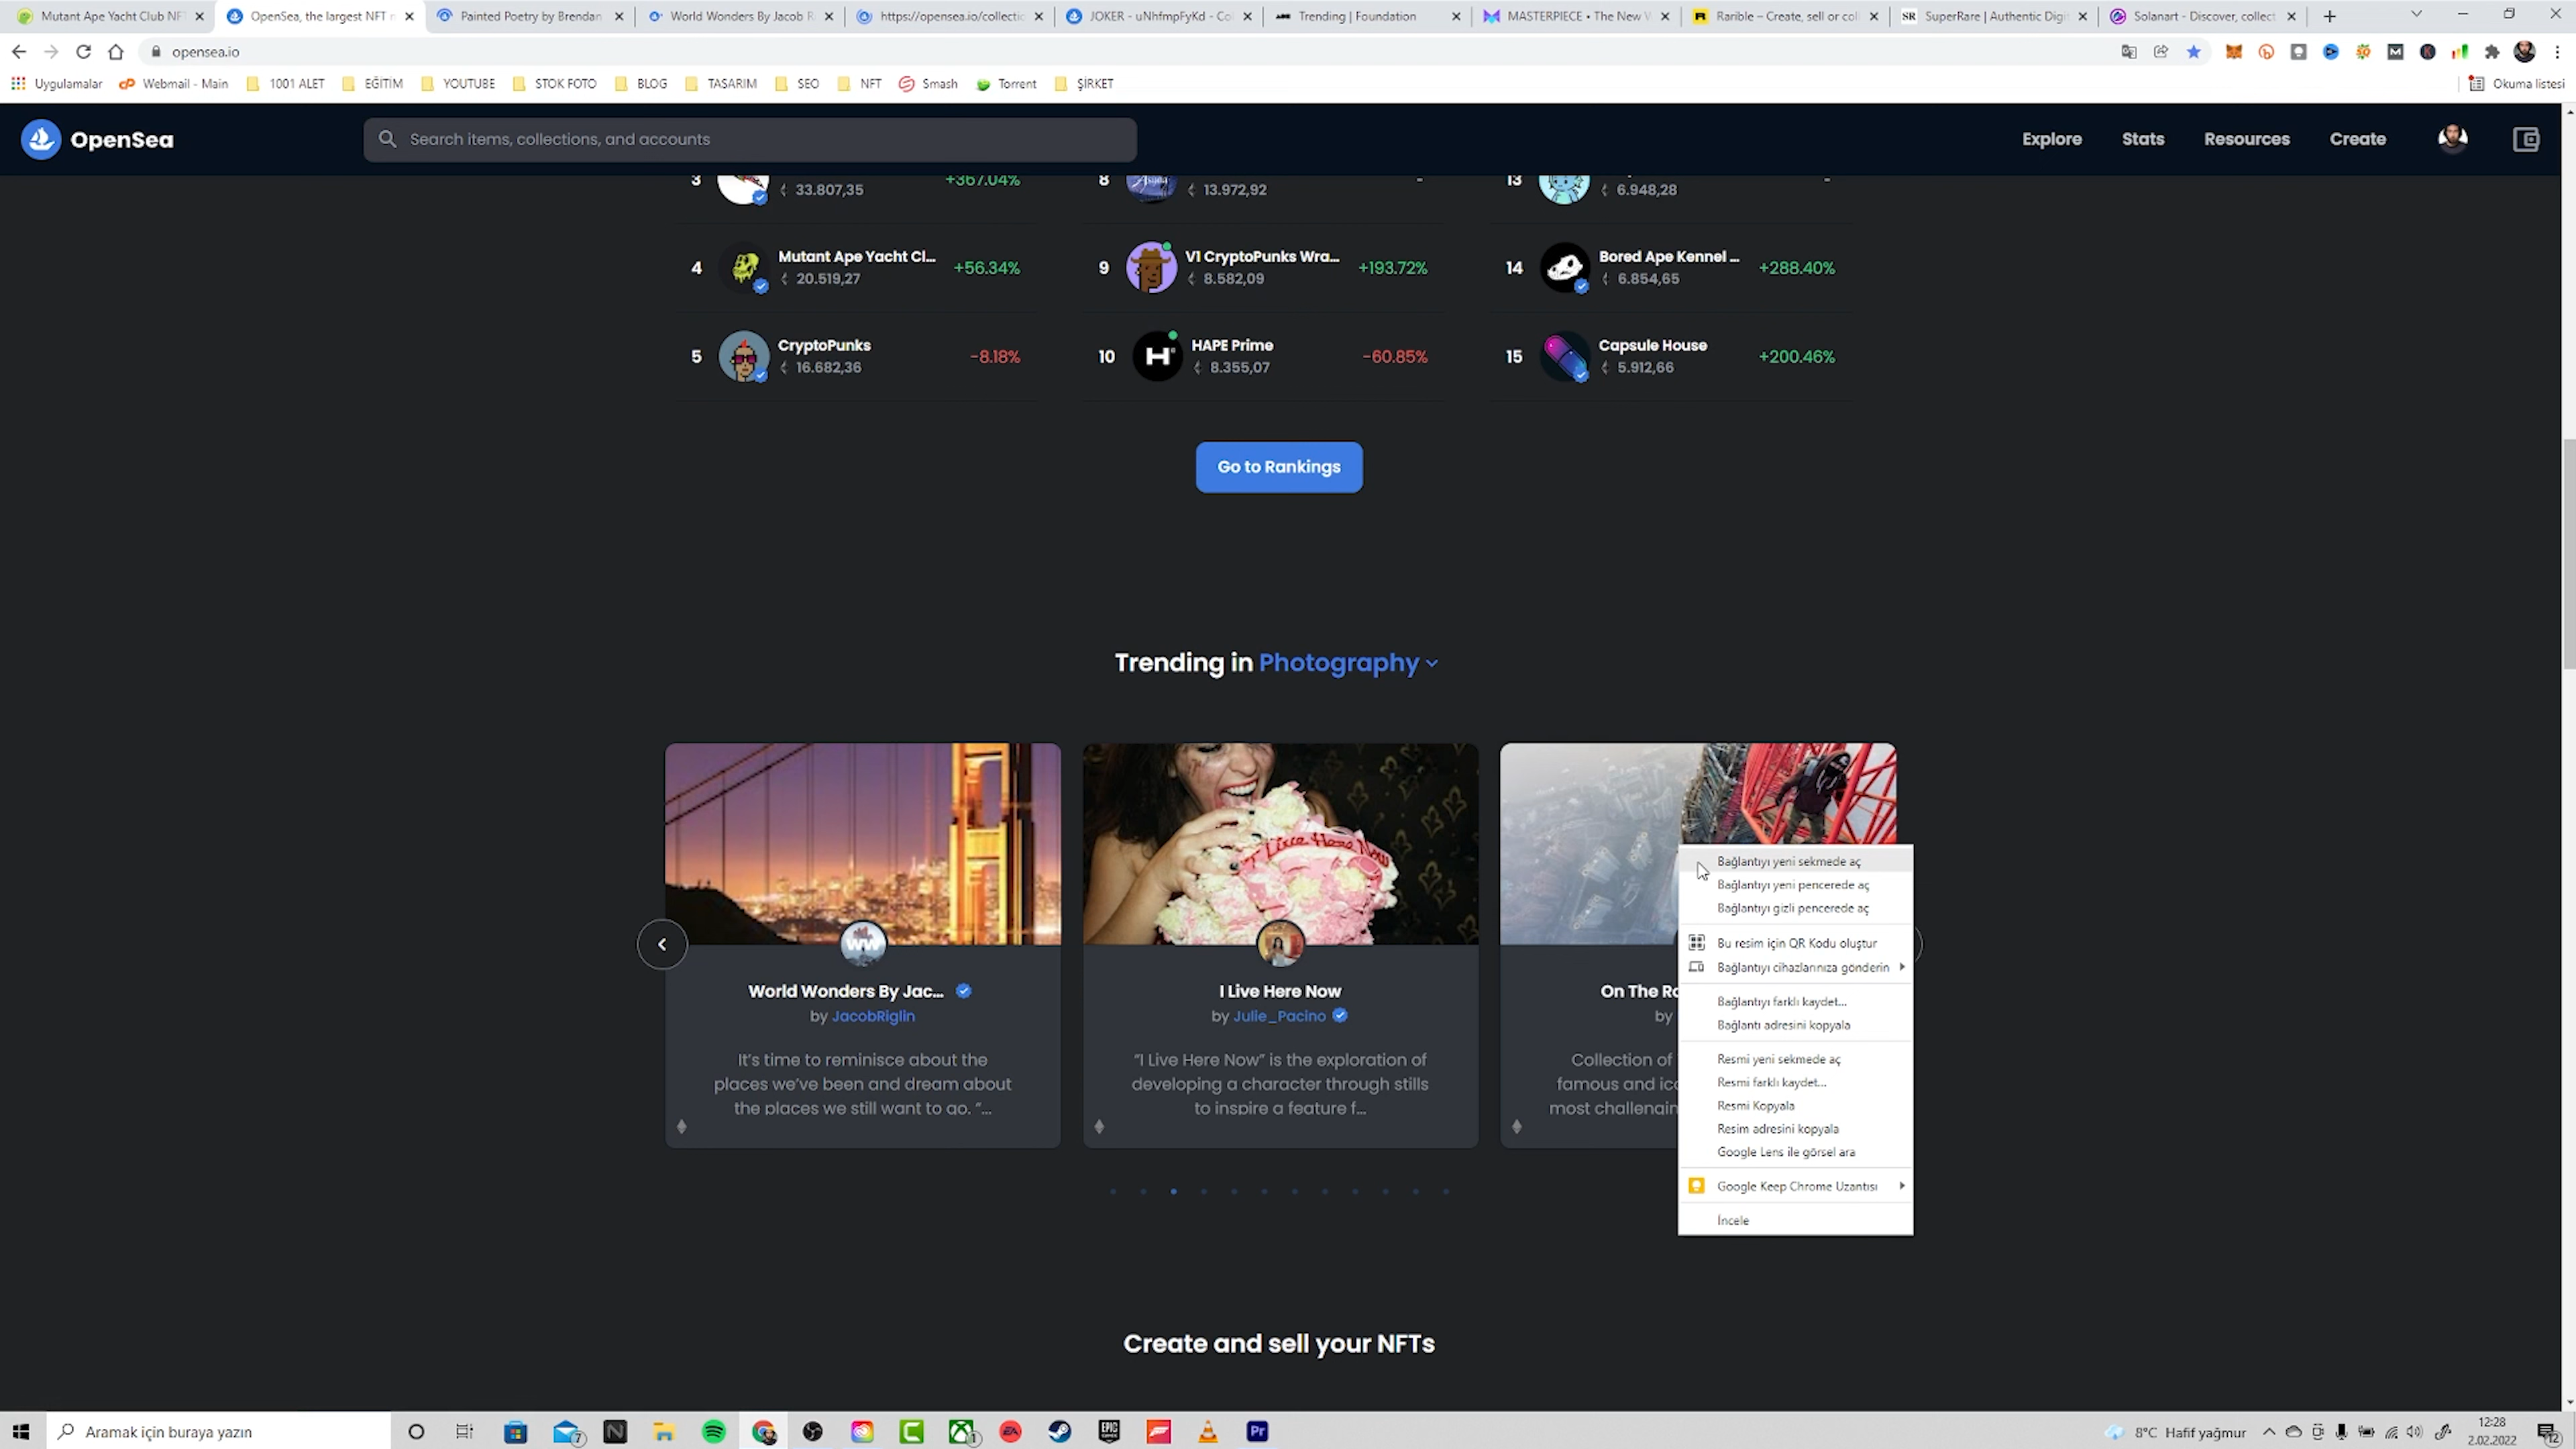 Mutant Ape Yacht Club NF
OpenSea, the largest NFT
Painted Poetry by Brendan
World Wonders By Jacob R
https://opensea.io/collecti
JOKER - uNhfmpFyKd - Co
Trending | Foundation
MASTERPIECE • The New
Rarible – Create, sell or col
SR SuperRare | Authentic Digi
Solanart - Discover, collect
opensea.io
Uygulamalar
Webmail - Main
1001 ALET
EĞİTİM
YOUTUBE
STOK FOTO
BLOG
TASARIM
SEO
NFT
Smash
Torrent
ŞİRKET
Okuma listesi
OpenSea
Search items, collections, and accounts
Explore
Stats
Resources
Create
3 33.807,35 +367.04%
8 13.972,92 -
13 6.948,28 -
4 Mutant Ape Yacht Cl... +56.34%
20.519,27
9 V1 CryptoPunks Wra... +193.72%
8.582,09
14 Bored Ape Kennel ... +288.40%
6.854,65
5 CryptoPunks -8.18%
16.682,36
10 HAPE Prime -60.85%
8.355,07
15 Capsule House +200.46%
5.912,66
Go to Rankings
Trending in Photography
World Wonders By Jac...
by JacobRiglin
It's time to reminisce about the
places we've been and dream about
the places we still want to go. "...
I Live Here Now
by Julie_Pacino
"I Live Here Now" is the exploration of
developing a character through stills
to inspire a feature f...
On The Ro
by
Collection of
famous and ico
most challengin
Bağlantıyı yeni sekmede aç
Bağlantıyı yeni pencerede aç
Bağlantıyı gizli pencerede aç
Bu resim için QR Kodu oluştur
Bağlantıyı cihazlarınıza gönderin
Bağlantıyı farklı kaydet...
Bağlantı adresini kopyala
Resmi yeni sekmede aç
Resmi farklı kaydet...
Resmi Kopyala
Resim adresini kopyala
Google Lens ile görsel ara
Google Keep Chrome Uzantısı
İncele
Create and sell your NFTs
Aramak için buraya yazın
8°C Hafif yağmur
12:28
2.02.2022